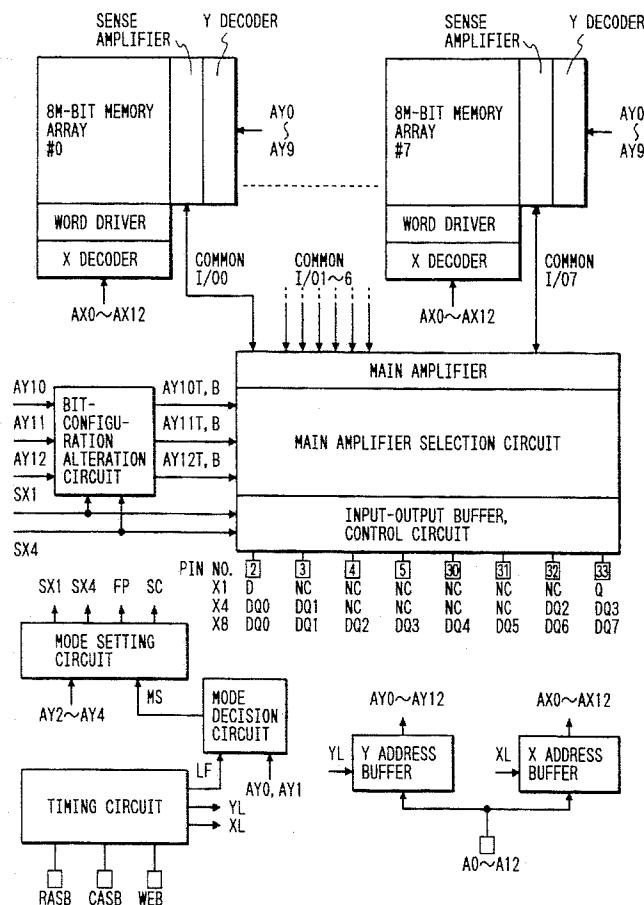 SENSE AMPLIFIER
Y DECODER
SENSE AMPLIFIER
Y DECODER
8M-BIT MEMORY
ARRAY
#0
AY0
∫
AY9
8M-BIT MEMORY
ARRAY
#7
AY0
∫
AY9
WORD DRIVER
X DECODER
WORD DRIVER
X DECODER
COMMON
I/O0
COMMON
I/O1~6
COMMON
I/O7
AX0~AX12
AX0~AX12
MAIN AMPLIFIER
AY10
AY11
AY12
BIT-
CONFIGU-
RATION
ALTERATION
CIRCUIT
AY10T, B
AY11T, B
AY12T, B
MAIN AMPLIFIER SELECTION CIRCUIT
SX1
SX4
INPUT-OUTPUT BUFFER,
CONTROL CIRCUIT
PIN NO. 2 3 4 5 30 31 32 33
X1 D NC NC NC NC NC NC Q
X4 DQ0 DQ1 NC NC NC NC DQ2 DQ3
X8 DQ0 DQ1 DQ2 DQ3 DQ4 DQ5 DQ6 DQ7
SX1 SX4 FP SC
MODE SETTING
CIRCUIT
AY2~AY4
MS
MODE
DECISION
CIRCUIT
LF
AY0, AY1
TIMING CIRCUIT
YL
XL
RASB CASB WEB
AY0~AY12
AX0~AX12
YL
Y ADDRESS
BUFFER
XL
X ADDRESS
BUFFER
A0~A12